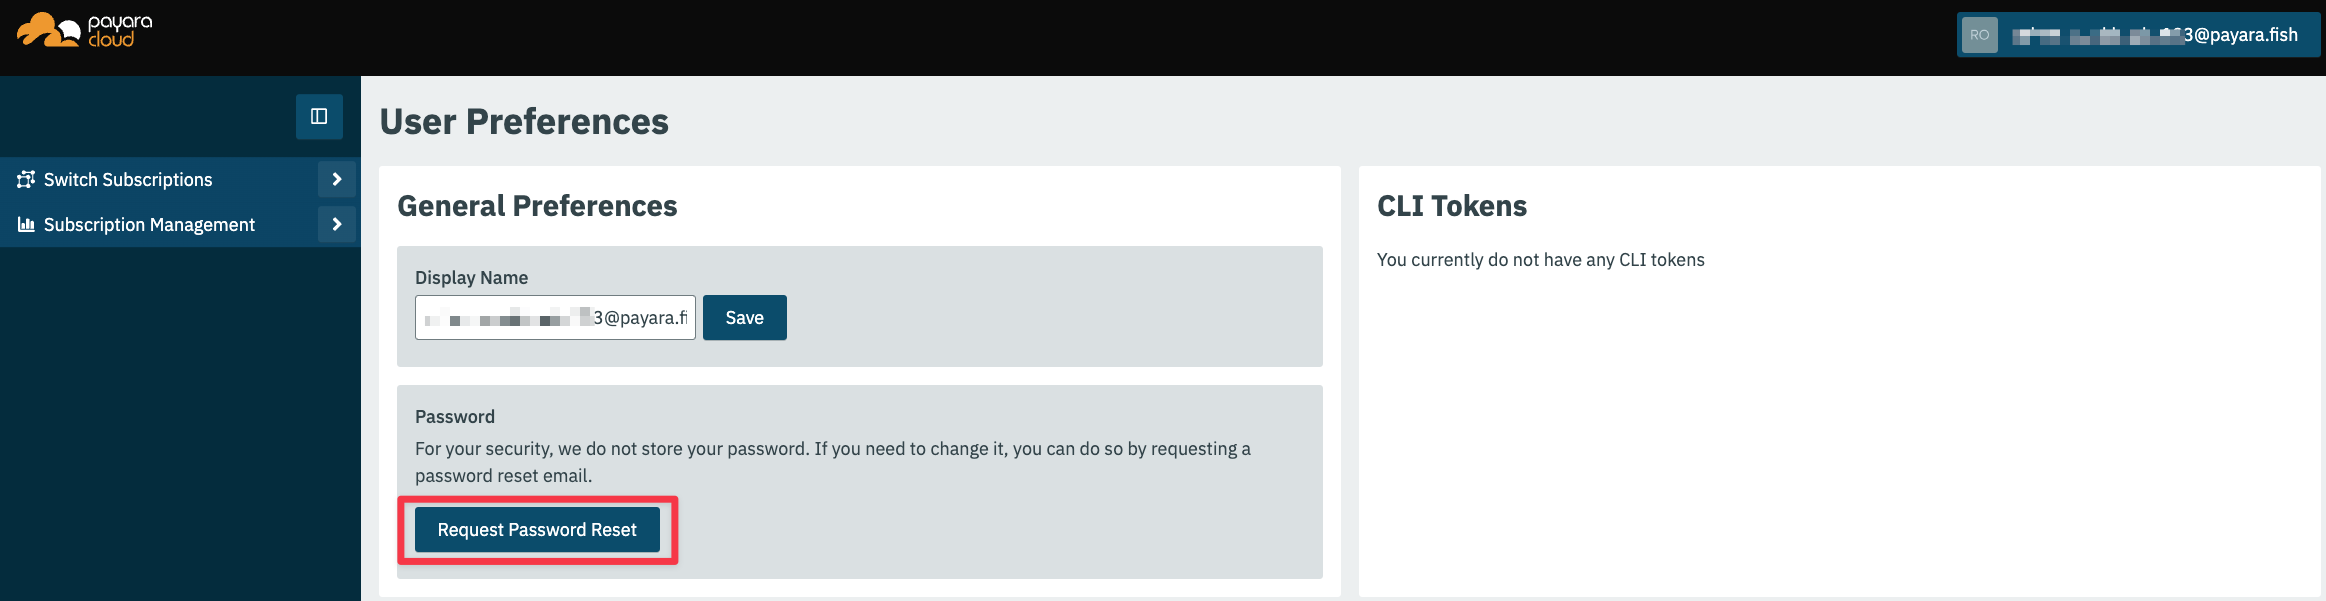 payara
cloud
RO
3@payara.fish
Switch Subscriptions
Subscription Management
User Preferences
General Preferences
Display Name
3@payara.fi
Save
Password
For your security, we do not store your password. If you need to change it, you can do so by requesting a
password reset email.
Request Password Reset
CLI Tokens
You currently do not have any CLI tokens